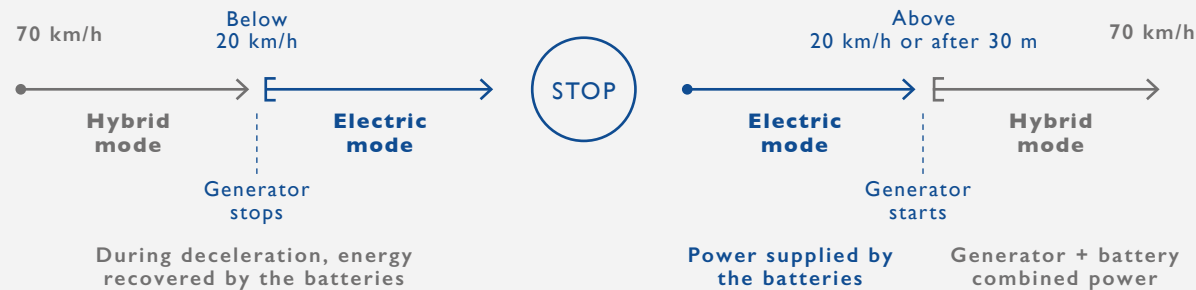 70 km/h
Below
20 km/h
Hybrid
mode
Electric
mode
Generator
stops
During deceleration, energy
recovered by the batteries
STOP
Above
20 km/h or after 30 m
70 km/h
Electric
mode
Hybrid
mode
Generator
starts
Power supplied by
the batteries
Generator + battery
combined power